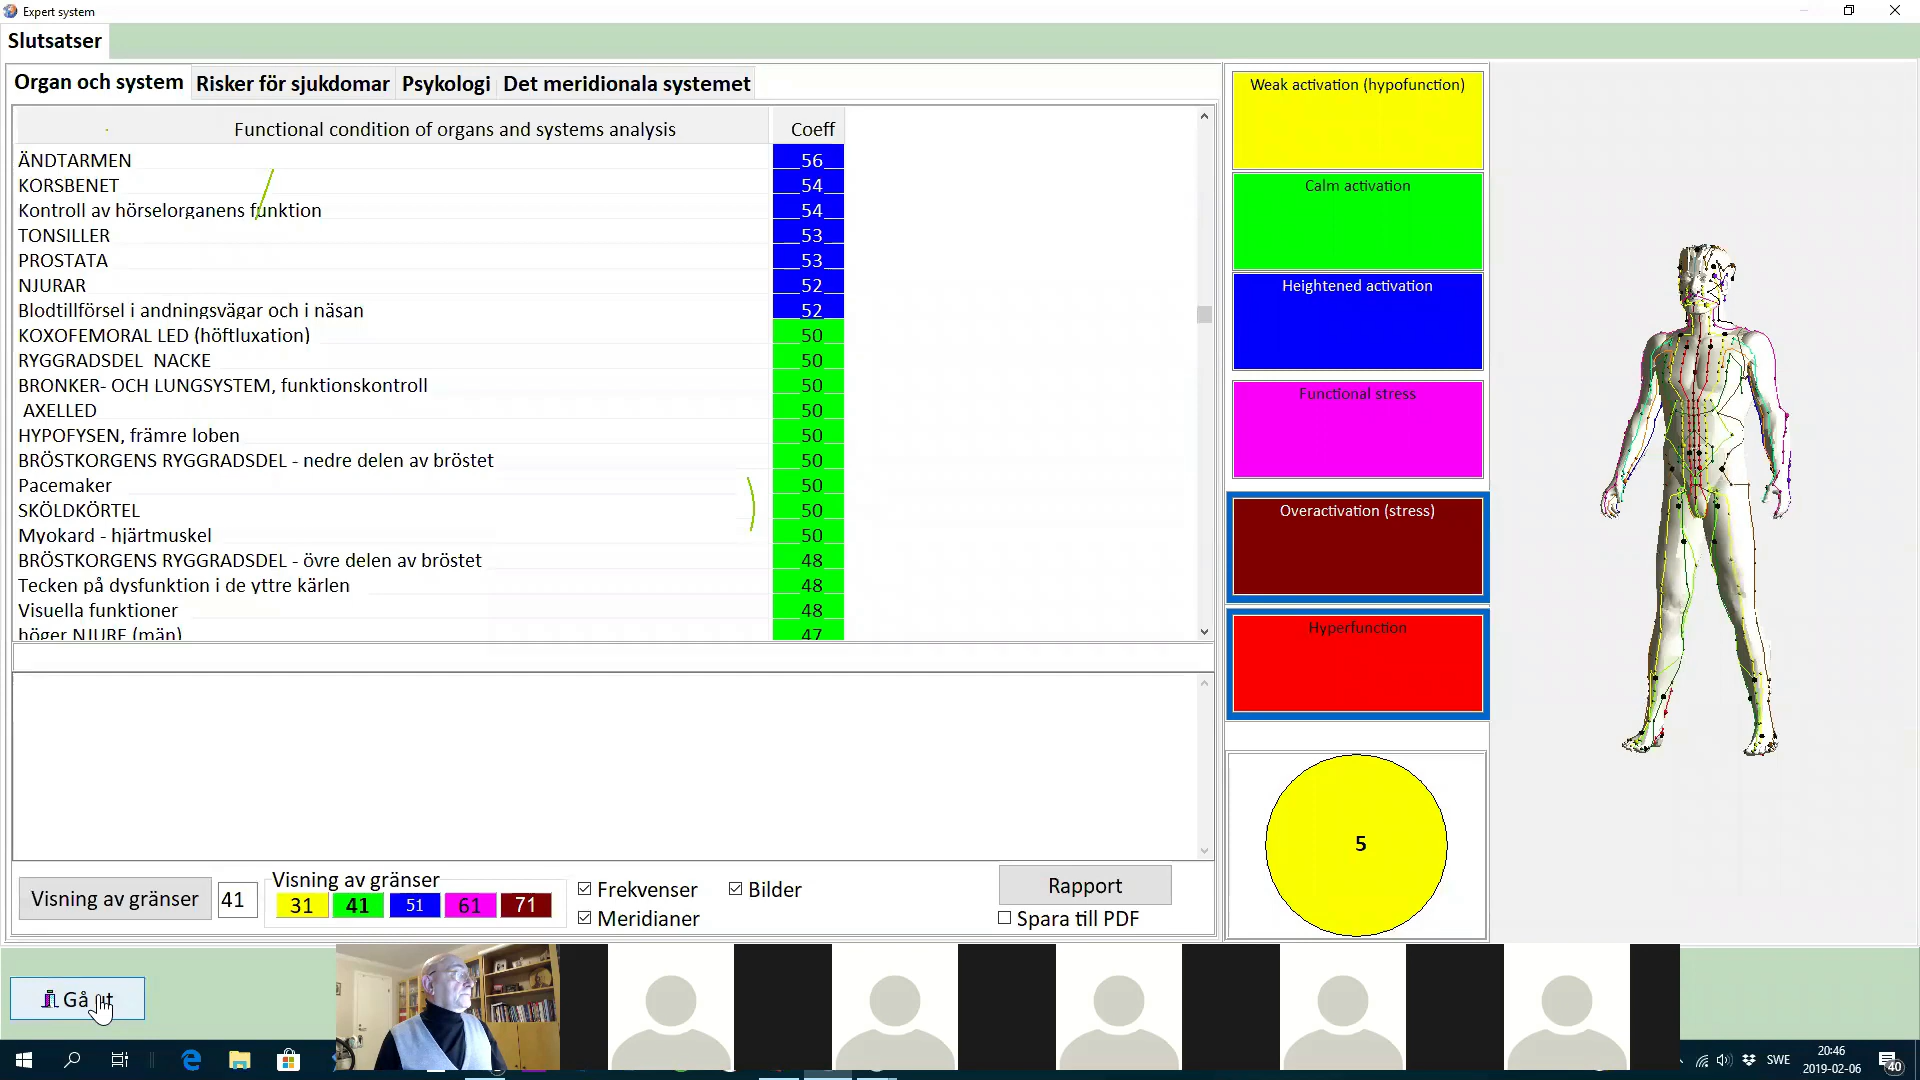 Expert system
Slutsatser
Organ och system Risker för sjukdomar Psykologi Det meridionala systemet
Functional condition of organs and systems analysis Coeff
ÄNDTARMEN 56
KORSBENET 54
Kontroll av hörselorganens funktion 54
TONSILLER 53
PROSTATA 53
NJURAR 52
Blodtillförsel i andningsvägar och i näsan 52
KOXOFEMORAL LED (höftluxation) 50
RYGGRADSDEL NACKE 50
BRONKER- OCH LUNGSYSTEM, funktionskontroll 50
AXELLED 50
HYPOFYSEN, främre loben 50
BRÖSTKORGENS RYGGRADSDEL - nedre delen av bröstet 50
Pacemaker 50
SKÖLDKÖRTEL 50
Myokard - hjärtmuskel 50
BRÖSTKORGENS RYGGRADSDEL - övre delen av bröstet 48
Tecken på dysfunktion i de yttre kärlen 48
Visuella funktioner 48
höger NJURE (män) 47
Weak activation (hypofunction)
Calm activation
Heightened activation
Functional stress
Overactivation (stress)
Hyperfunction
5
Visning av gränser 41
Visning av gränser
31 41 51 61 71
Frekvenser
Bilder
Meridianer
Rapport
Spara till PDF
Gå
SWE
20:46
2019-02-06
40